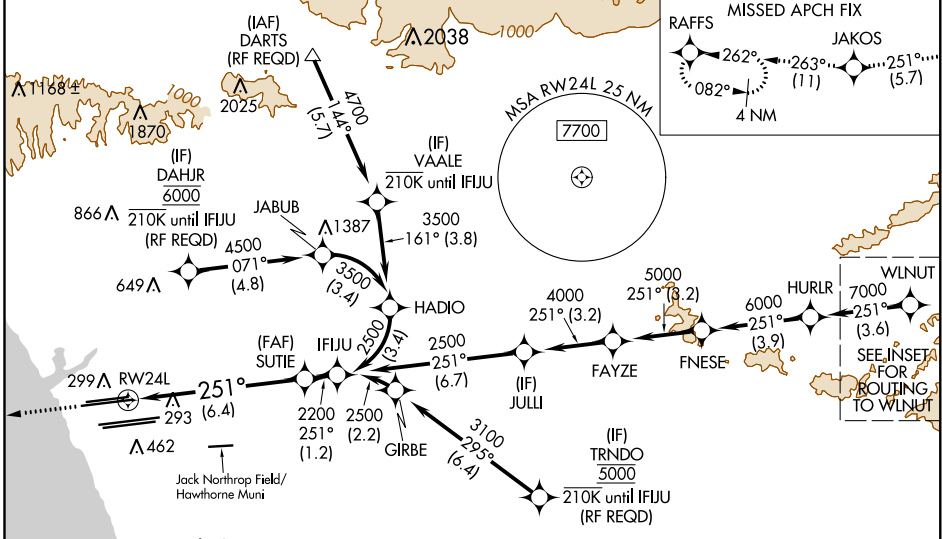 MISSED APCH FIX
RAFFS
JAKOS
262°
263°
(11)
251°
(5.7)
082°
4 NM
(IAF)
DARTS
(RF REQD)
2038
1000
1168 ±
1000
1870
2025
4700
144°
(5.7)
MSA RW24L 25 NM
7700
(IF)
VAALE
210K until IFIJU
(IF)
DAHJR
6000
210K until IFIJU
(RF REQD)
866
JABUB
1387
3500
161° (3.8)
4500
071°
(4.8)
649
3500
(3.4)
HADIO
2500
(3.4)
5000
251° (3.2)
4000
251° (3.2)
HURLR
6000
251°
(3.9)
WLNUT
7000
251°
(3.6)
SEE INSET
FOR
ROUTING
TO WLNUT
(FAF)
SUTIE
IFIJU
2500
251°
(6.7)
(IF)
JULLI
FAYZE
FNESE
299
RW24L
251°
(6.4)
293
462
2200
251°
(1.2)
2500
(2.2)
GIRBE
3100
295°
(6.4)
(IF)
TRNDO
5000
210K until IFIJU
(RF REQD)
Jack Northrop Field/
Hawthorne Muni